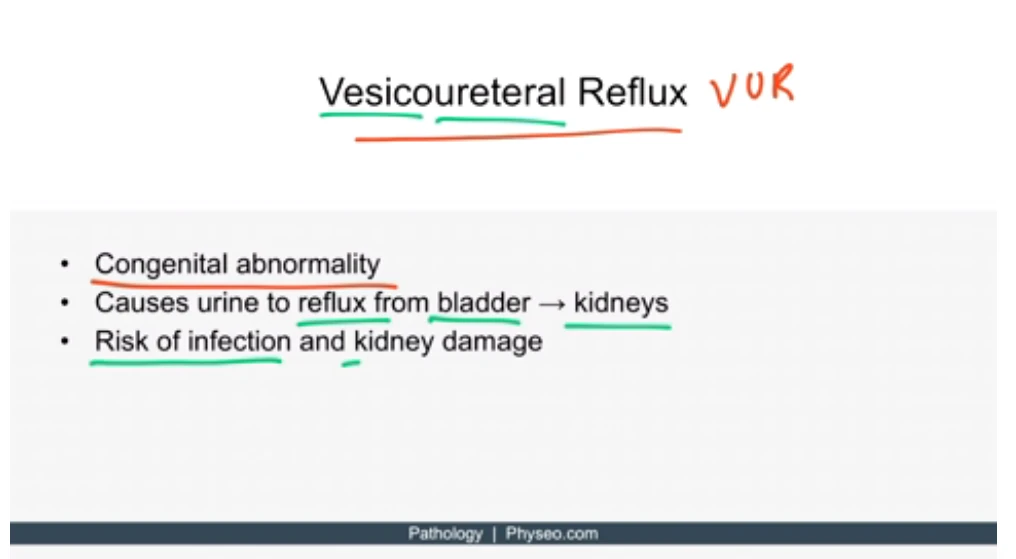 Vesicoureteral Reflux VUR
• Congenital abnormality
• Causes urine to reflux from bladder → kidneys
• Risk of infection and kidney damage
Pathology | Physeo.com